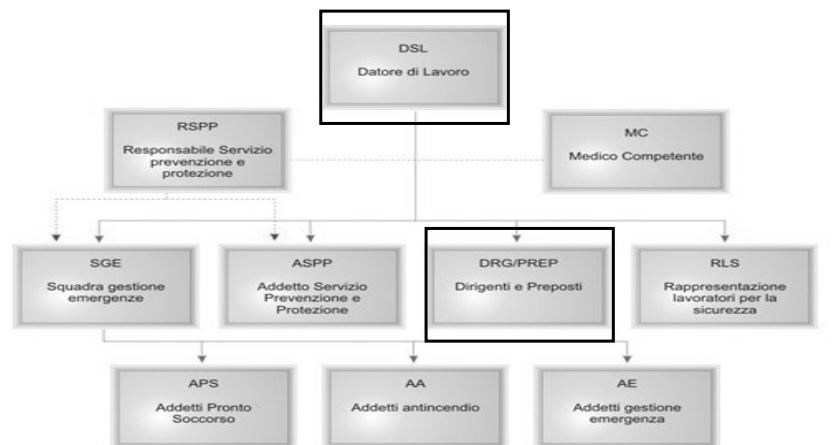 DSL
Datore di Lavoro
RSPP
Responsabile Servizio
prevenzione e
protezione
MC
Medico Competente
SGE
Squadra gestione
emergenze
ASPP
Addetto Servizio
Prevenzione e
Protezione
DRG/PREP
Dirigenti e Preposti
RLS
Rappresentazione
lavoratori per la
sicurezza
APS
Addetti Pronto
Soccorso
AA
Addetti antincendio
AE
Addetti gestione
emergenza